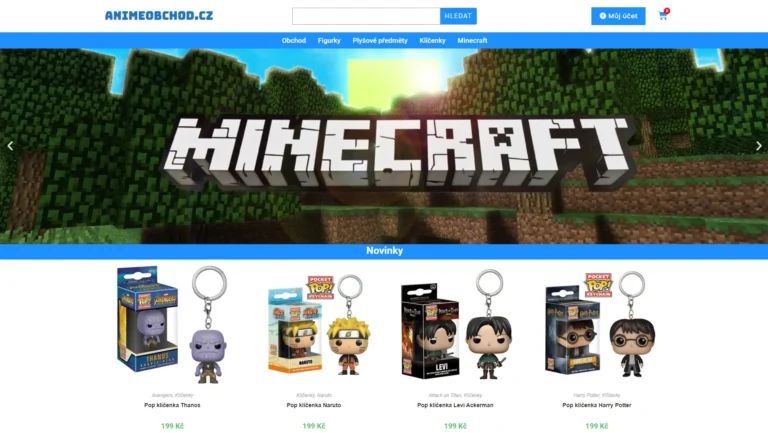 ANIMEOBCHOD.CZ
HLEDAT
Můj účet
Obchod Figurky Plyšové předměty Klíčenky Minecraft
MINECRAFT
Novinky
POCKET
POP!
KEYCHAIN
POCKET
POP!
KEYCHAIN
AVENGERS
THANOS
NARUTO
LEVI
Avengers, Klíčenky
Klíčenky, Naruto
Attack on Titan, Klíčenky
Harry Potter, Klíčenky
Pop klíčenka Thanos
Pop klíčenka Naruto
Pop klíčenka Levi Ackerman
Pop klíčenka Harry Potter
199 Kč
199 Kč
199 Kč
199 Kč